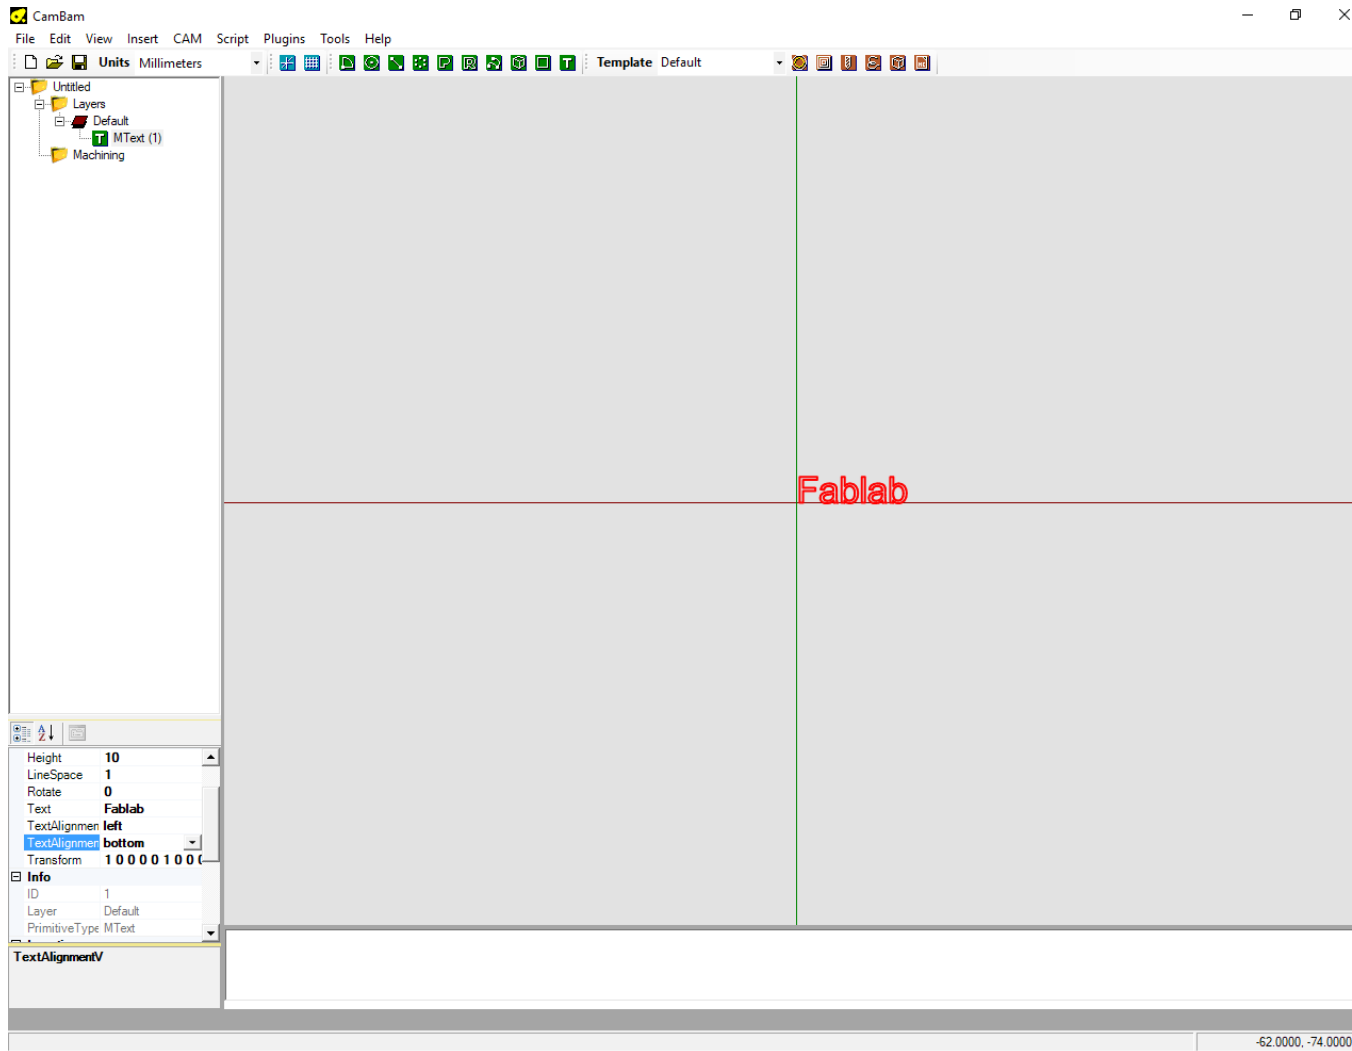 CamBam
File Edit View Insert CAM Script Plugins Tools Help
Units Millimeters Template Default
Untitled
Layers
Default
MText (1)
Machining
Fablab
Height 10
LineSpace 1
Rotate 0
Text Fablab
TextAlignmen left
TextAlignmen bottom
Transform 1 0 0 0 0 1 0 0
Info
ID 1
Layer Default
PrimitiveType MText
TextAlignmentV
-62.0000, -74.0000